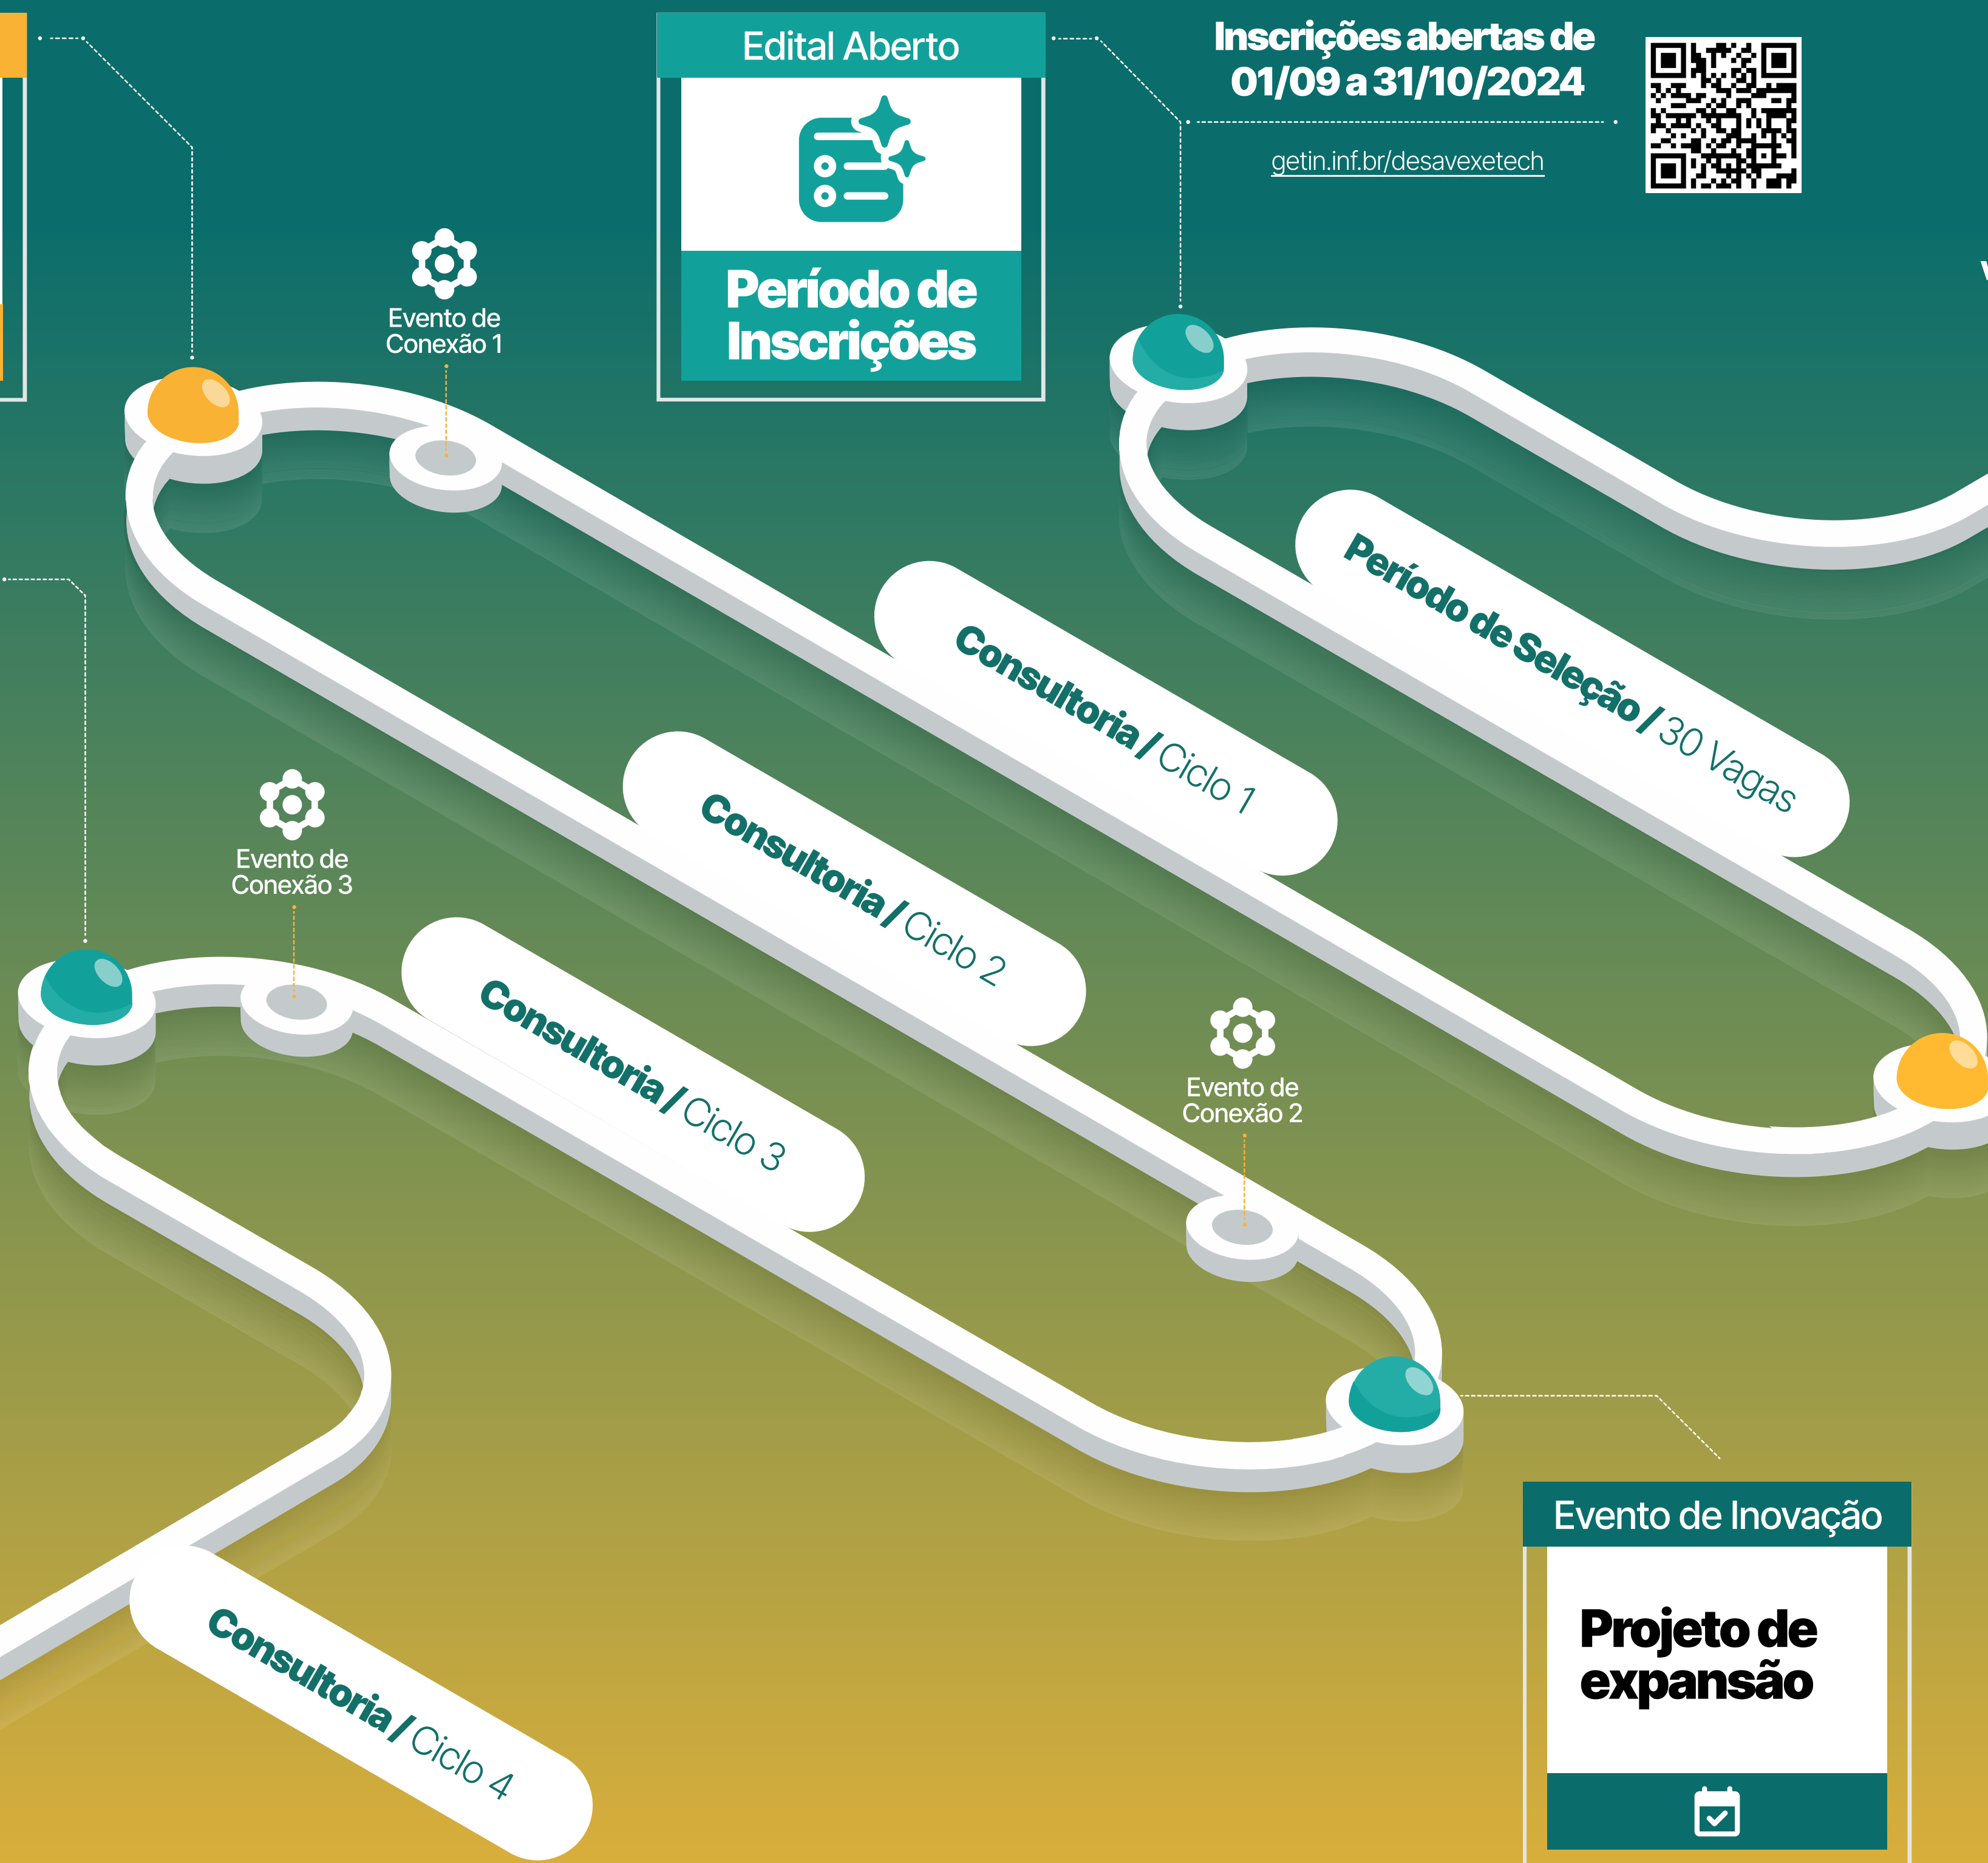 Edital Aberto
Período de
Inscrições
Inscrições abertas de
01/09 a 31/10/2024
getin.inf.br/desavexetech
Evento de
Conexão 1
Período de Seleção / 30 Vagas
Consultoria / Ciclo 1
Consultoria / Ciclo 2
Evento de
Conexão 3
Consultoria / Ciclo 3
Evento de
Conexão 2
Evento de Inovação
Projeto de
expansão
Consultoria / Ciclo 4